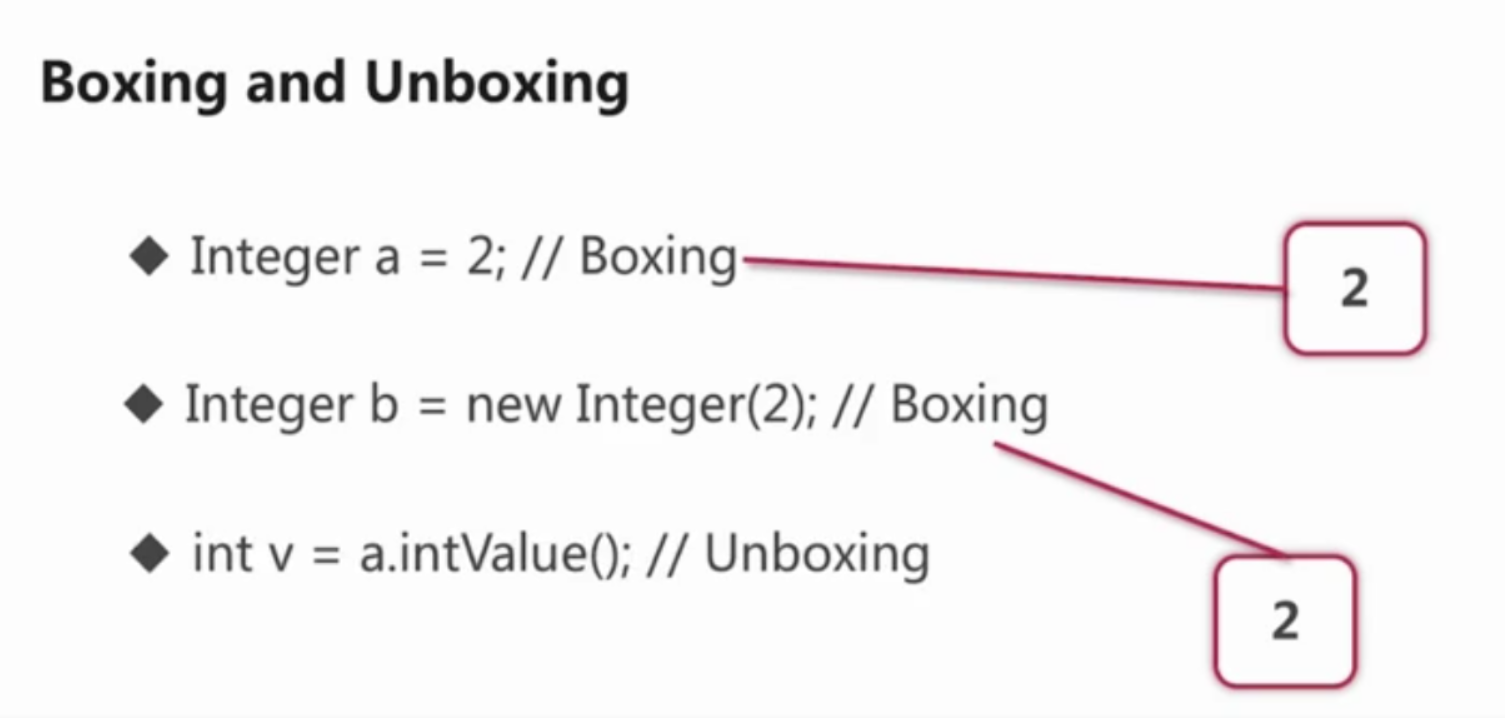 Boxing and Unboxing
◆ Integer a = 2; // Boxing
2
◆ Integer b = new Integer(2); // Boxing
◆ int v = a.intValue(); // Unboxing
2